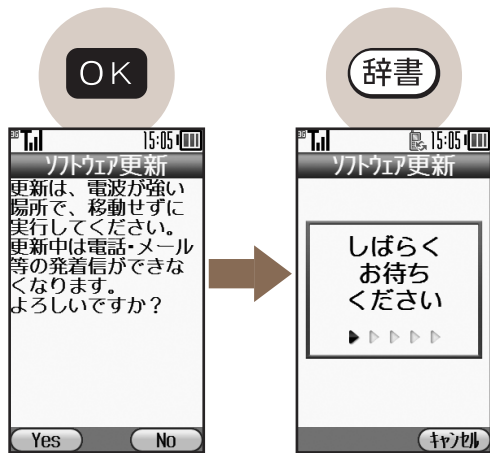 OK
3G 15:05
ソフトウェア更新
更新は、電波が強い
場所で、移動せずに
実行してください。
更新中は電話・メール
等の発着信ができな
くなります。
よろしいですか？
Yes No
辞書
3G 15:05
ソフトウェア更新
しばらく
お待ち
ください
キャンセル